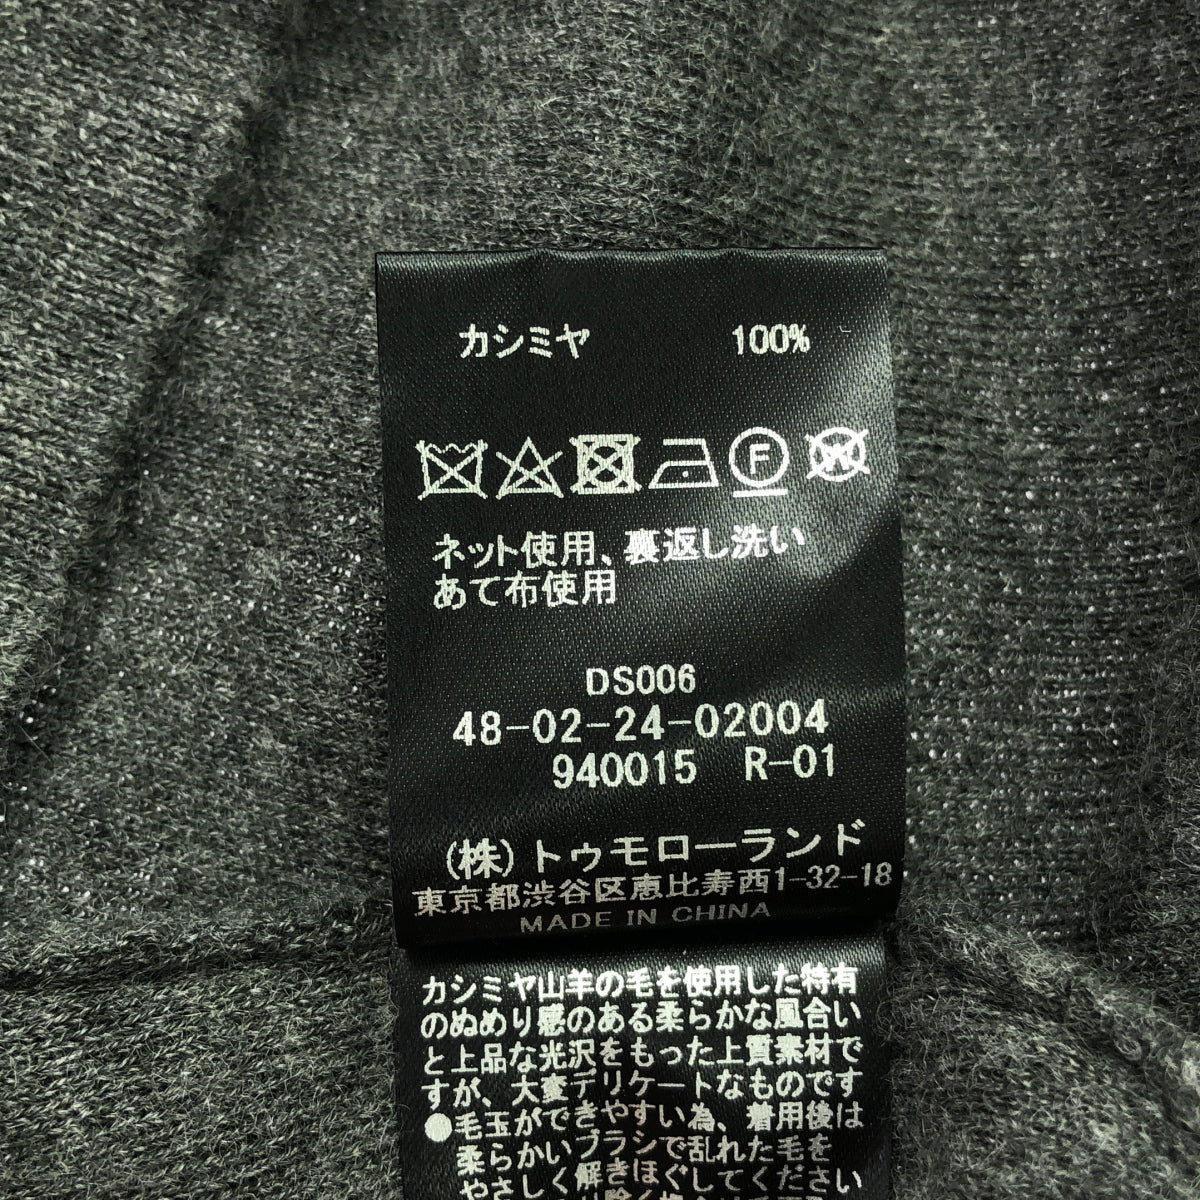 カシミヤ 100%
F W
ネット使用、裏返し洗い
あて布使用
DS006
48-02-24-02004
940015 R-01
(株)トゥモローランド
東京都渋谷区恵比寿西1-32-18
MADE IN CHINA
カシミヤ山羊の毛を使用した特有
のぬめり感のある柔らかな風合い
と上品な光沢をもった上質素材で
すが、大変デリケートなものです
●毛玉ができやすい為、着用後は
柔らかいブラシで乱れた毛を
やさしく解きほぐしてください